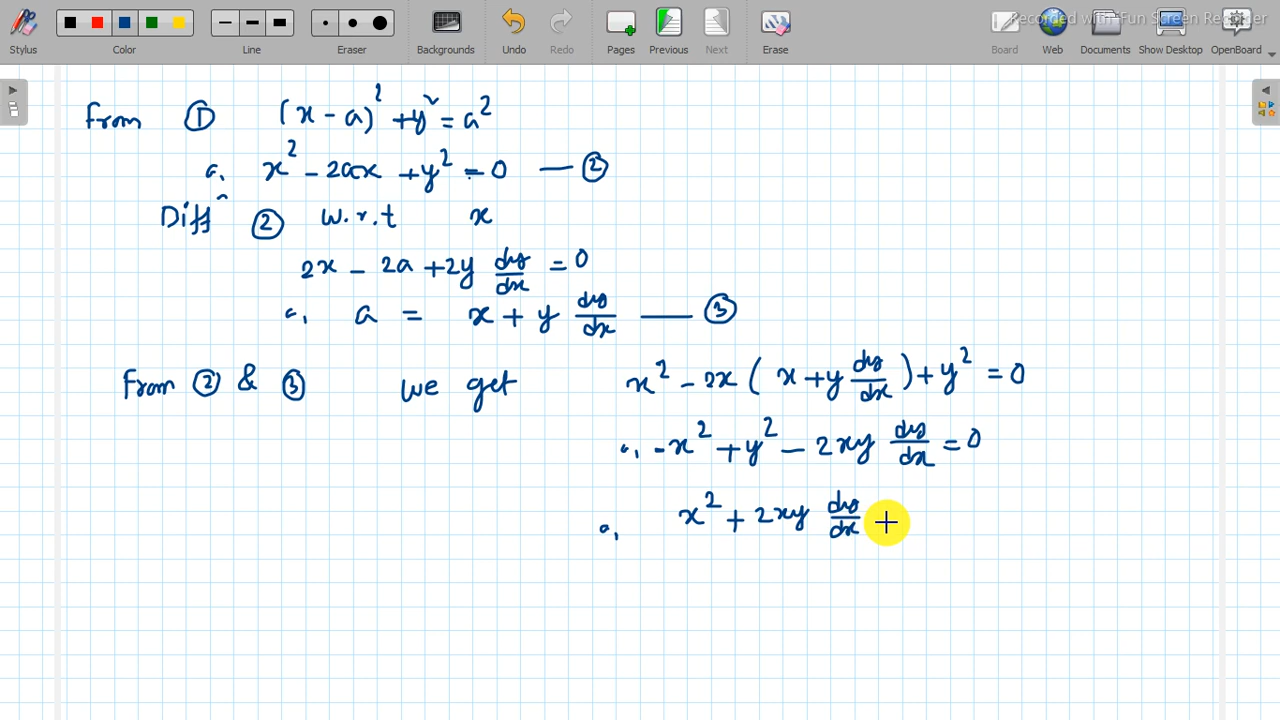 Recorded with Fun Screen Recorder
Stylus Color Line Eraser Backgrounds Undo Redo Pages Previous Next Erase Board Web Documents Show Desktop OpenBoard
From ① (x - a)² + y² = a²
x² - 2ax + y² = 0 — ②
Diffⁿ ② w.r.t x
2x - 2a + 2y dy/dx = 0
a = x + y dy/dx — ③
From ② & ③ we get x² - 2x ( x + y dy/dx ) + y² = 0
-x² + y² - 2xy dy/dx = 0
x² + 2xy dy/dx